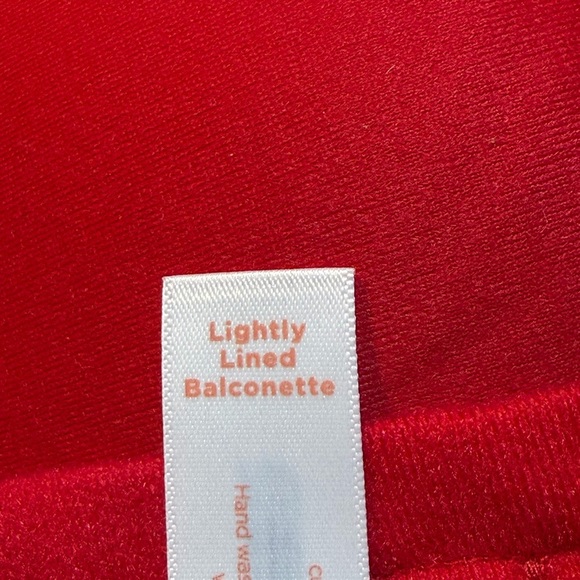 Lightly
Lined
Balconette
Hand was